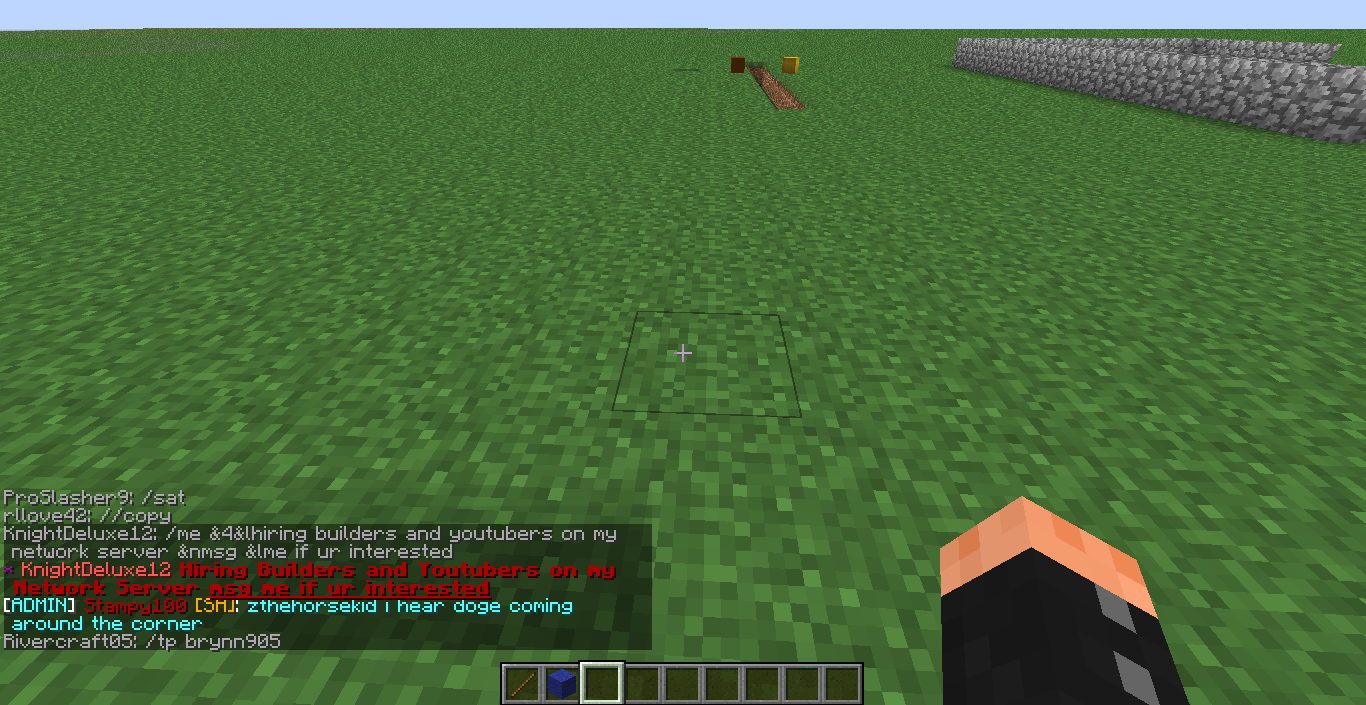 ProSlasher9: /sat
rllove42: //copy
KnightDeluxe12: /me &4&lhiring builders and youtubers on my
network server &nmsg &lme if ur interested
* KnightDeluxe12 Hiring Builders and Youtubers on my
Network Server msg me if ur interested
[ADMIN] Stampy100 [SM]: zthehorsekid i hear doge coming
around the corner
Rivercraft05: /tp brynn905